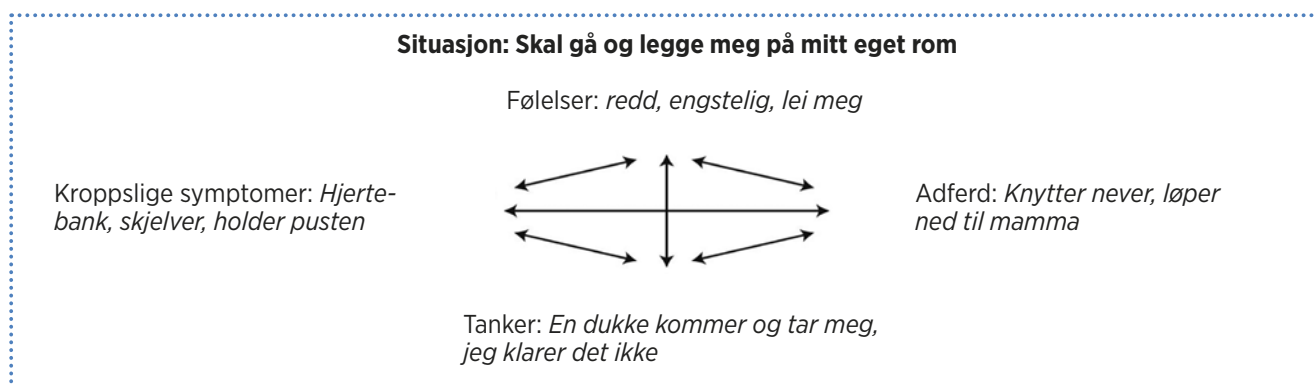 Situasjon: Skal gå og legge meg på mitt eget rom
Følelser: redd, engstelig, lei meg
Kroppslige symptomer: Hjerte-
bank, skjelver, holder pusten
Adferd: Knytter never, løper
ned til mamma
Tanker: En dukke kommer og tar meg,
jeg klarer det ikke